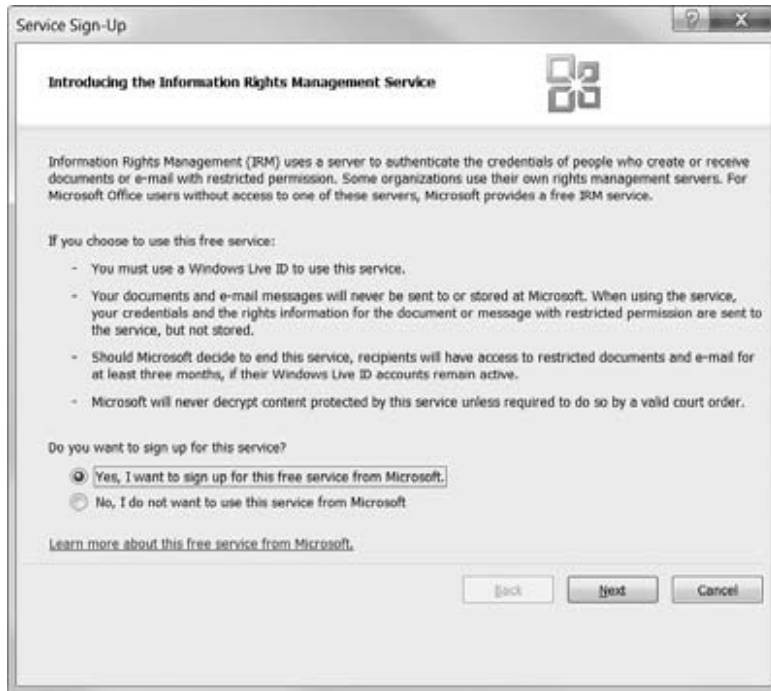 Service Sign-Up
?
X
Introducing the Information Rights Management Service
Information Rights Management (IRM) uses a server to authenticate the credentials of people who create or receive
documents or e-mail with restricted permission. Some organizations use their own rights management servers. For
Microsoft Office users without access to one of these servers, Microsoft provides a free IRM service.
If you choose to use this free service:
- You must use a Windows Live ID to use this service.
- Your documents and e-mail messages will never be sent to or stored at Microsoft. When using the service,
your credentials and the rights information for the document or message with restricted permission are sent to
the service, but not stored.
- Should Microsoft decide to end this service, recipients will have access to restricted documents and e-mail for
at least three months, if their Windows Live ID accounts remain active.
- Microsoft will never decrypt content protected by this service unless required to do so by a valid court order.
Do you want to sign up for this service?
Yes, I want to sign up for this free service from Microsoft.
No, I do not want to use this service from Microsoft
Learn more about this free service from Microsoft.
Back Next Cancel